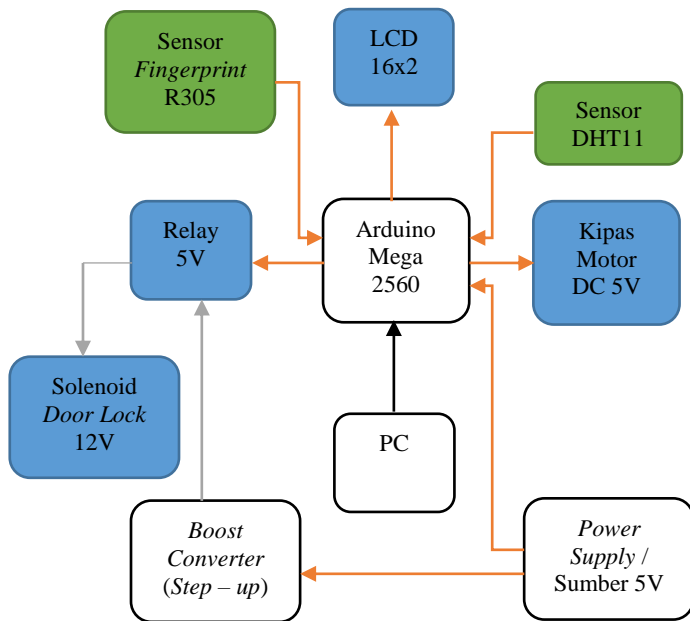 Sensor
Fingerprint
R305
LCD
16x2
Sensor
DHT11
Relay
5V
Arduino
Mega
2560
Kipas
Motor
DC 5V
Solenoid
Door Lock
12V
PC
Boost
Converter
(Step – up)
Power
Supply /
Sumber 5V